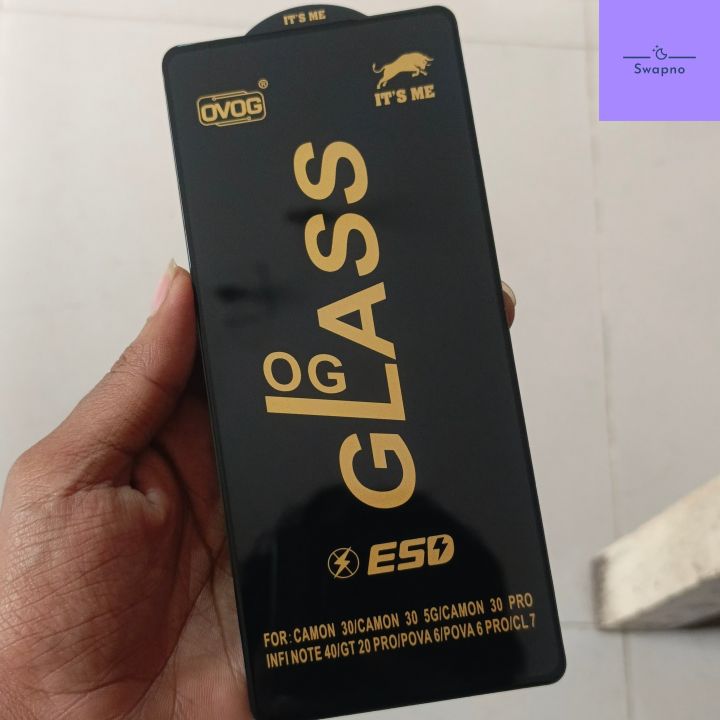 IT'S ME
OVOG®
IT'S ME
OG
GLASS
ESD
FOR: CAMON 30/CAMON 30 5G/CAMON 30 PRO
INFI NOTE 40/GT 20 PRO/POVA 6/POVA 6 PRO/CL 7
Swapno